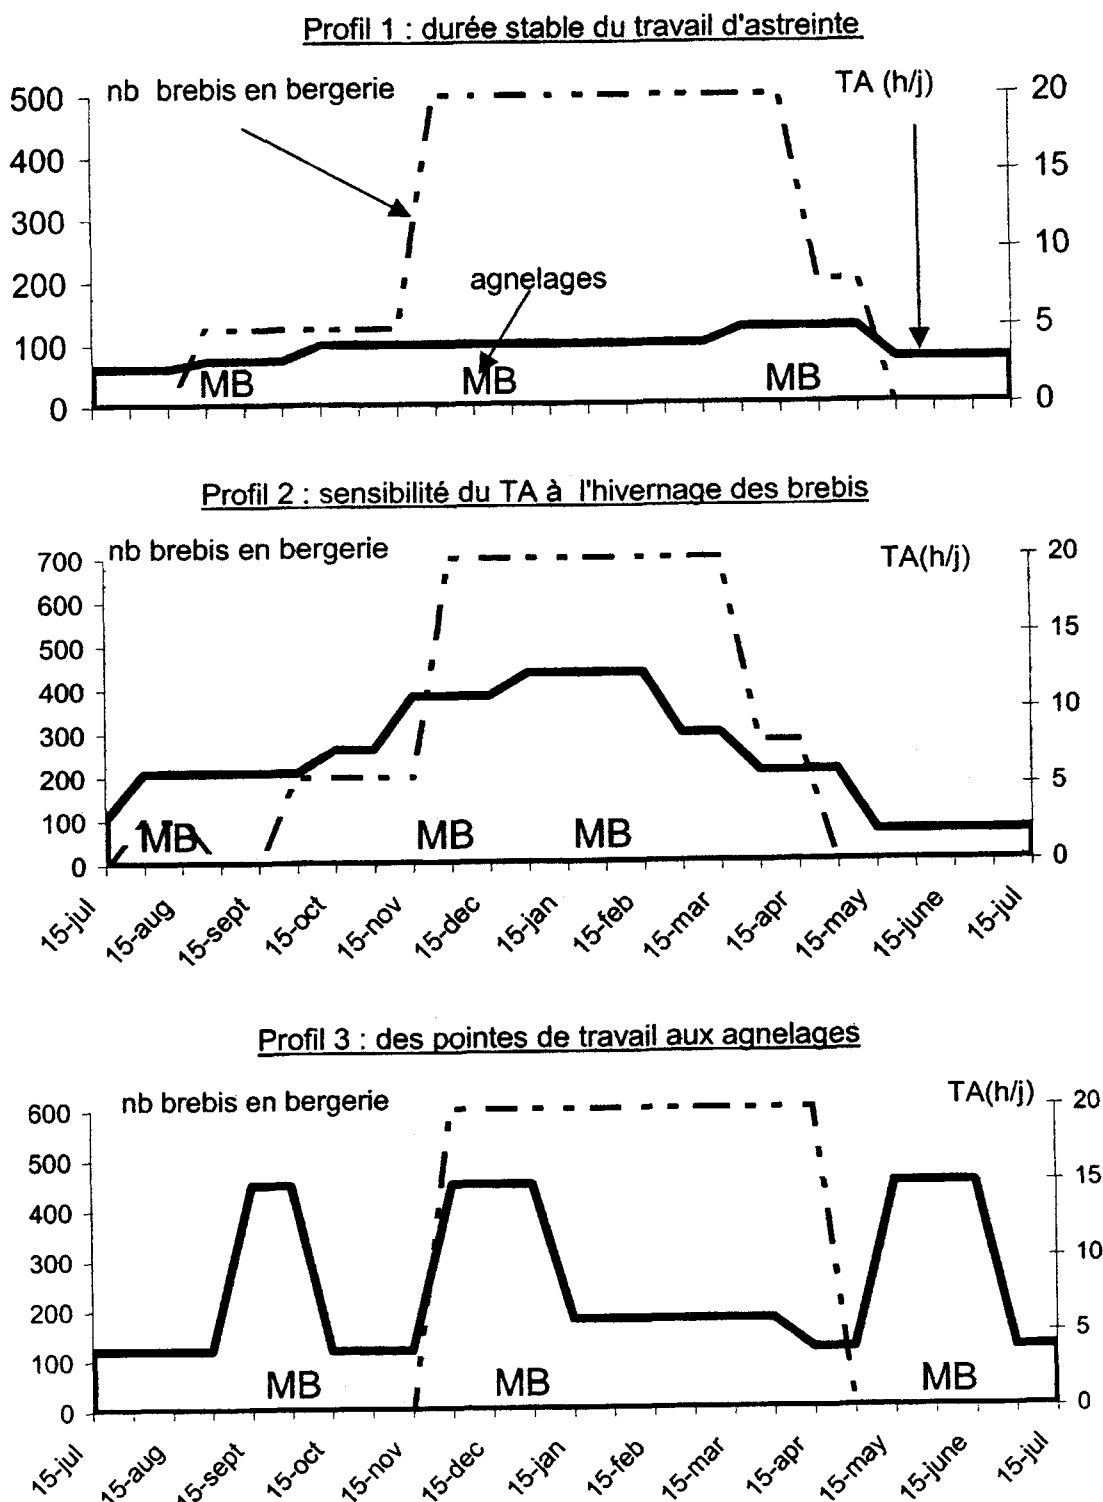 Profil 1 : durée stable du travail d'astreinte
nb brebis en bergerie
TA (h/j)
500
400
300
200
100
0
20
15
10
5
0
agnelages
MB MB MB
Profil 2 : sensibilité du TA à l'hivernage des brebis
nb brebis en bergerie
TA(h/j)
700
600
500
400
300
200
100
0
20
15
10
5
0
MB MB MB
15-jul 15-aug 15-sept 15-oct 15-nov 15-dec 15-jan 15-feb 15-mar 15-apr 15-may 15-june 15-jul
Profil 3 : des pointes de travail aux agnelages
nb brebis en bergerie
TA(h/j)
600
500
400
300
200
100
0
20
15
10
5
0
MB MB MB
15-jul 15-aug 15-sept 15-oct 15-nov 15-dec 15-jan 15-feb 15-mar 15-apr 15-may 15-june 15-jul